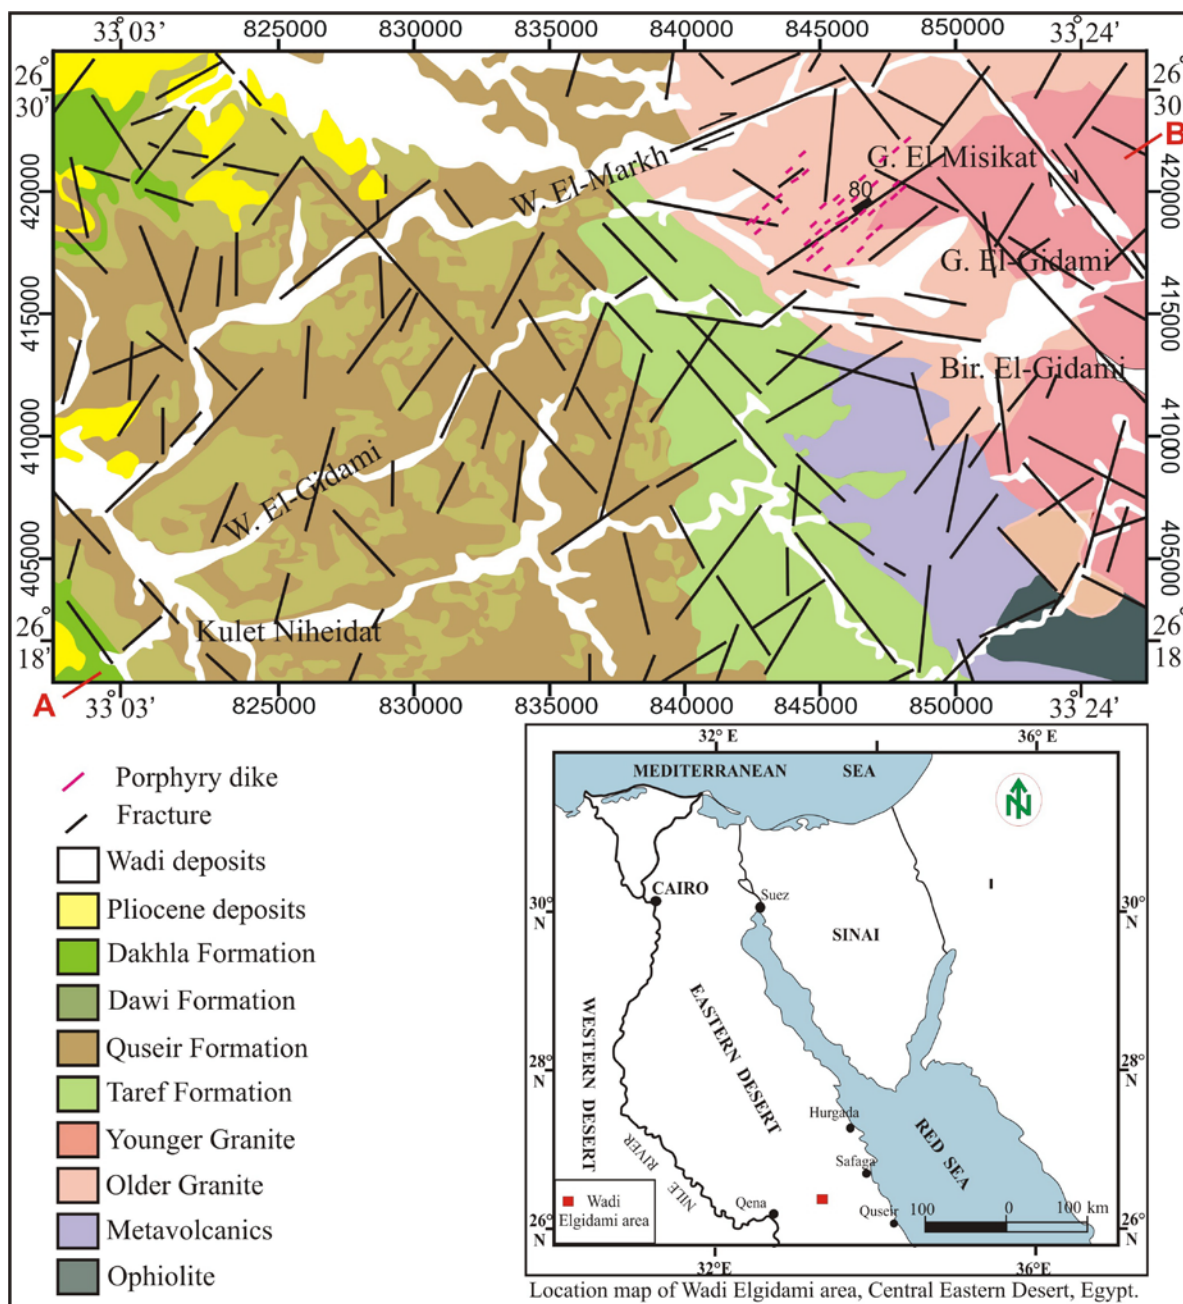 33°03' 825000 830000 835000 840000 845000 850000 33°24'
26°30' 26°30'
B
G. El Misikat
80
W. El-Markh
420000 420000
G. El-Gidami
415000 415000
Bir. El-Gidami
410000 410000
W. El-Gidami
405000 405000
Kulet Niheidat
26°18' 26°18'
A
33°03' 825000 830000 835000 840000 845000 850000 33°24'
Porphyry dike
Fracture
Wadi deposits
Pliocene deposits
Dakhla Formation
Dawi Formation
Quseir Formation
Taref Formation
Younger Granite
Older Granite
Metavolcanics
Ophiolite
32° E 36° E
MEDITERRANEAN SEA
N
CAIRO
Suez
30° N 30° N
SINAI
EASTERN DESERT
WESTERN DESERT
28° N 28° N
Hurgada
RED SEA
Safaga
RIVER NILE
Qena
Quseir
Wadi
Elgidami area
100 0 100 km
26° N 26° N
32°E 36°E
Location map of Wadi Elgidami area, Central Eastern Desert, Egypt.